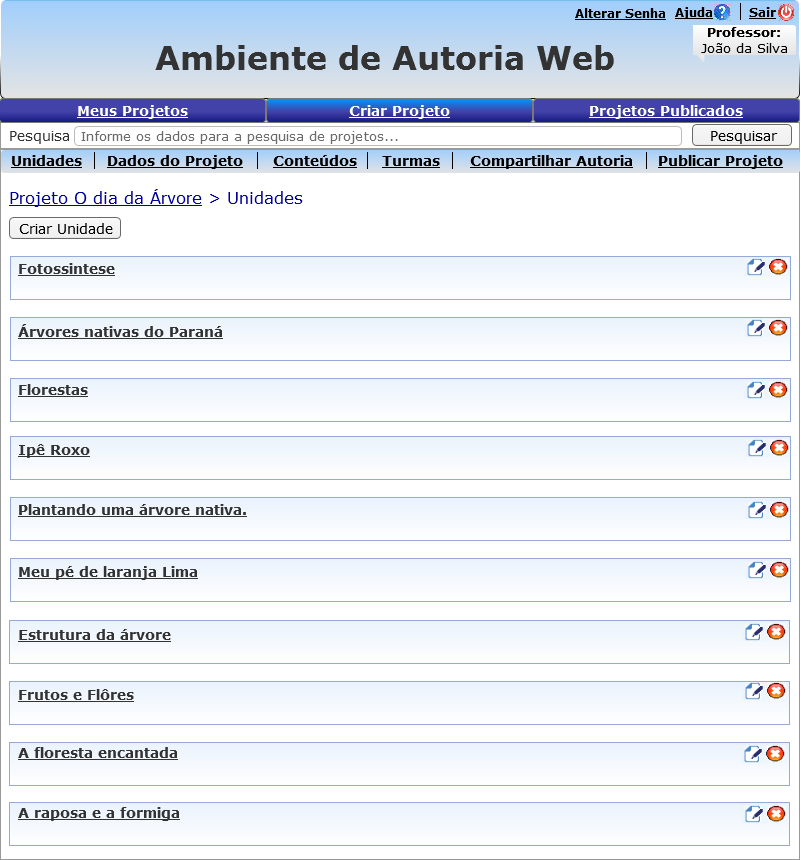 Alterar Senha Ajuda? Sair
Professor:
João da Silva
Ambiente de Autoria Web
Meus Projetos Criar Projeto Projetos Publicados
Pesquisa Informe os dados para a pesquisa de projetos... Pesquisar
Unidades Dados do Projeto Conteúdos Turmas Compartilhar Autoria Publicar Projeto
Projeto O dia da Árvore > Unidades
Criar Unidade
Fotossintese
Árvores nativas do Paraná
Florestas
Ipê Roxo
Plantando uma árvore nativa.
Meu pé de laranja Lima
Estrutura da árvore
Frutos e Flôres
A floresta encantada
A raposa e a formiga